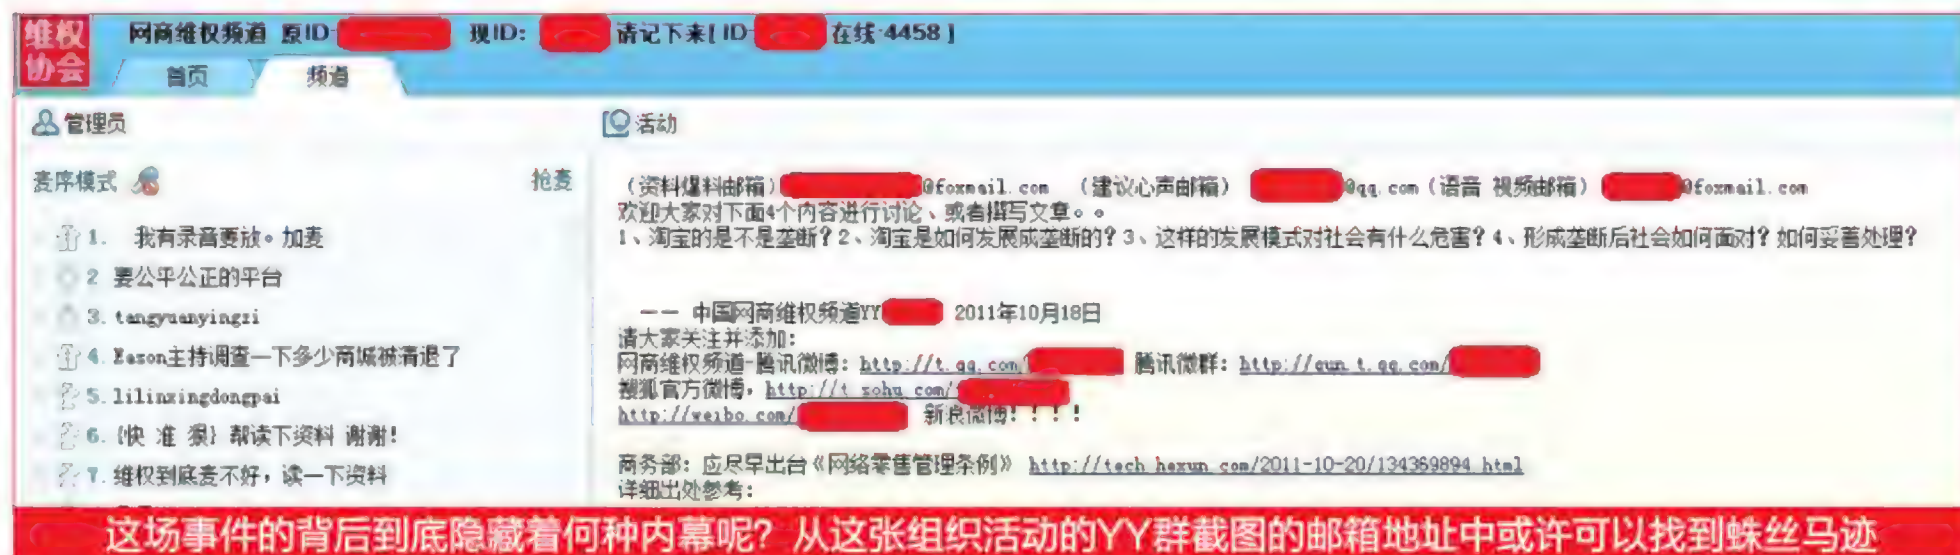 维权
协会
网商维权频道 原ID: 现ID: 请记下来[ID- 在线:4458]
首页 频道
管理员
麦序模式 抢麦
1. 我有录音要放。加麦
2 要公平公正的平台
3. tangyuanyingzi
4. Eason主持调查一下多少商城被清退了
5. lilinxingdongpai
6. {快 准 狠} 帮读下资料 谢谢!
7. 维权到底麦不好，读一下资料
活动
(资料爆料邮箱) @foxmail.com (建议心声邮箱) @qq.com (语音 视频邮箱) @foxmail.com
欢迎大家对下面4个内容进行讨论、或者撰写文章。。
1、淘宝的是不是垄断? 2、淘宝是如何发展成垄断的? 3、这样的发展模式对社会有什么危害? 4、形成垄断后社会如何面对? 如何妥善处理?
—— 中国网商维权频道YY 2011年10月18日
请大家关注并添加:
网商维权频道-腾讯微博: http://t.qq.com/ 腾讯微群: http://qun.t.qq.com/
搜狐官方微博, http://t.sohu.com/
http://weibo.com/ 新浪微博! ! ! !
商务部: 应尽早出台《网络零售管理条例》 http://tech.hexun.com/2011-10-20/134369894.html
详细出处参考:
这场事件的背后到底隐藏着何种内幕呢? 从这张组织活动的YY群截图的邮箱地址中或许可以找到蛛丝马迹